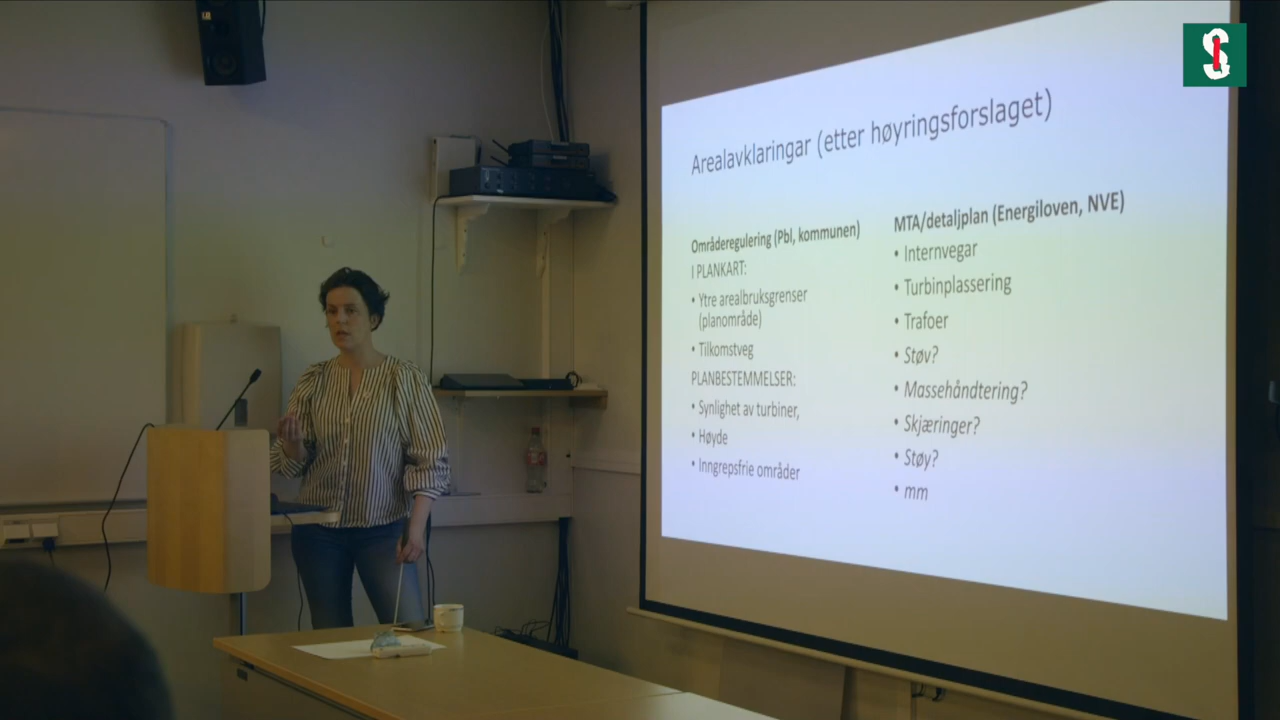 Arealavklaringar (etter høyringsforslaget)
Områderegulering (Pbl, kommunen)
I PLANKART:
• Ytre arealbruksgrenser
(planområde)
• Tilkomstveg
PLANBESTEMMELSER:
• Synlighet av turbiner,
• Høyde
• Inngrepsfrie områder
MTA/detaljplan (Energiloven, NVE)
• Internvegar
• Turbinplassering
• Trafoer
• Støv?
• Massehåndtering?
• Skjæringer?
• Støy?
• mm